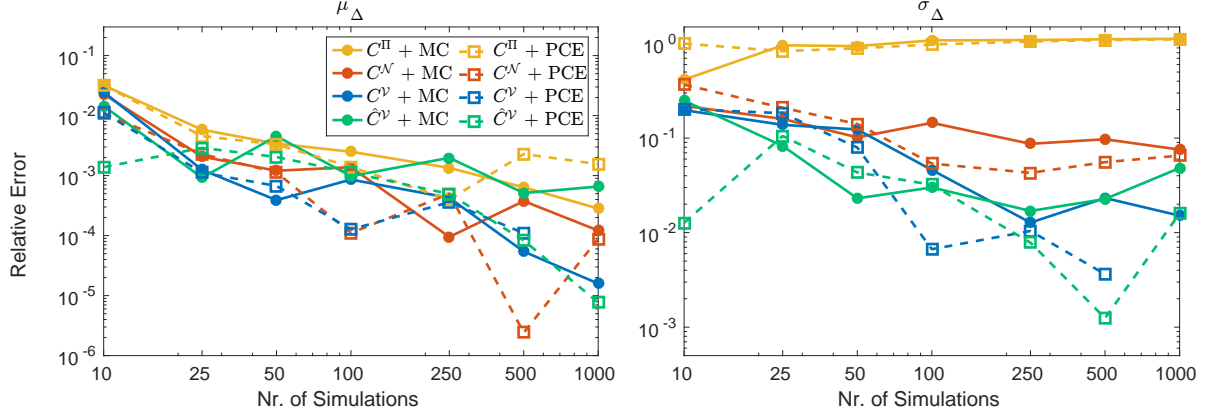 μ_Δ
σ_Δ
Relative Error
10^-1
10^-2
10^-3
10^-4
10^-5
10^-6
C^Π + MC
C^Π + PCE
C^𝒩 + MC
C^𝒩 + PCE
C^𝒱 + MC
C^𝒱 + PCE
Ĉ^𝒱 + MC
Ĉ^𝒱 + PCE
10 25 50 100 250 500 1000
Nr. of Simulations
10^0
10^-1
10^-2
10^-3
10 25 50 100 250 500 1000
Nr. of Simulations